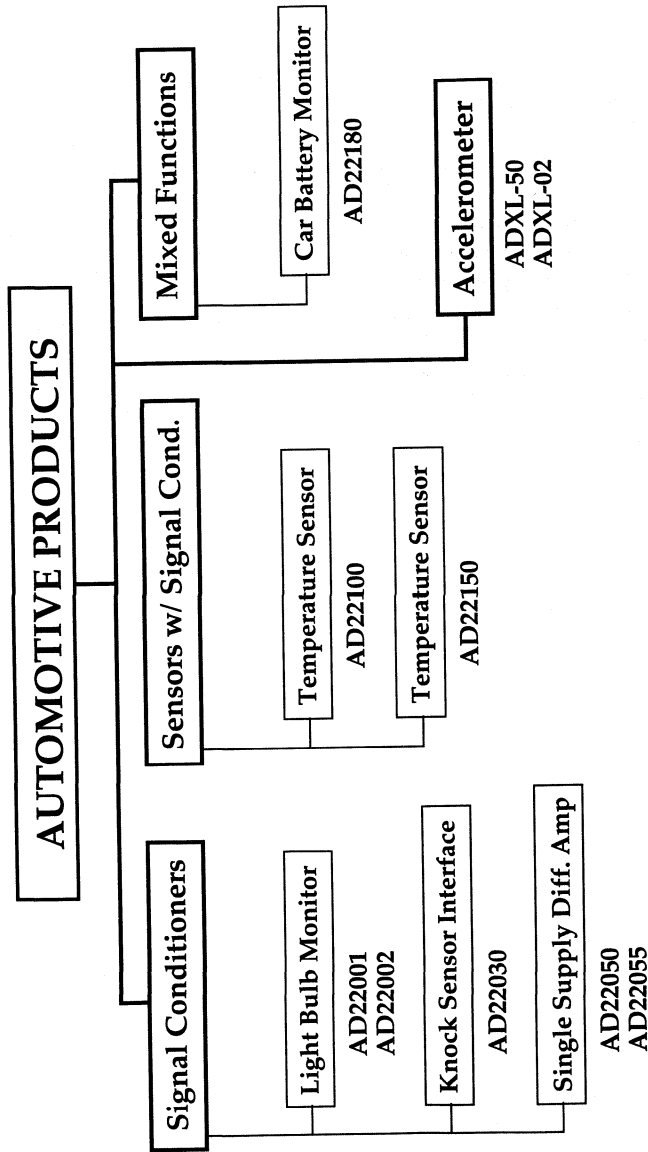 AUTOMOTIVE PRODUCTS
Signal Conditioners
Light Bulb Monitor
AD22001
AD22002
Knock Sensor Interface
AD22030
Single Supply Diff. Amp
AD22050
AD22055
Sensors w/ Signal Cond.
Temperature Sensor
AD22100
Temperature Sensor
AD22150
Mixed Functions
Car Battery Monitor
AD22180
Accelerometer
ADXL-50
ADXL-02